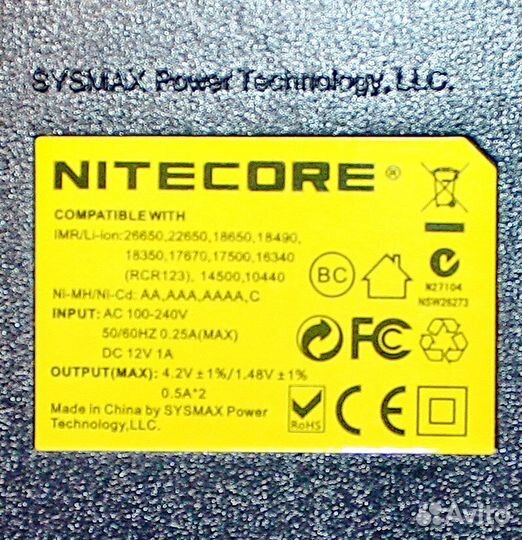 SYSMAX Power Technology,LLC.
NITECORE ®
COMPATIBLE WITH
IMR/Li-ion:26650,22650,18650,18490,
18350,17670,17500,16340
(RCR123), 14500,10440
Ni-MH/Ni-Cd: AA,AAA,AAAA,C
INPUT: AC 100-240V
50/60HZ 0.25A(MAX)
DC 12V 1A
OUTPUT(MAX): 4.2V ± 1%/1.48V ± 1%
0.5A*2
Made in China by SYSMAX Power
Technology,LLC.
BC
N27104
NSW26273
FC
RoHS
CE
Avito